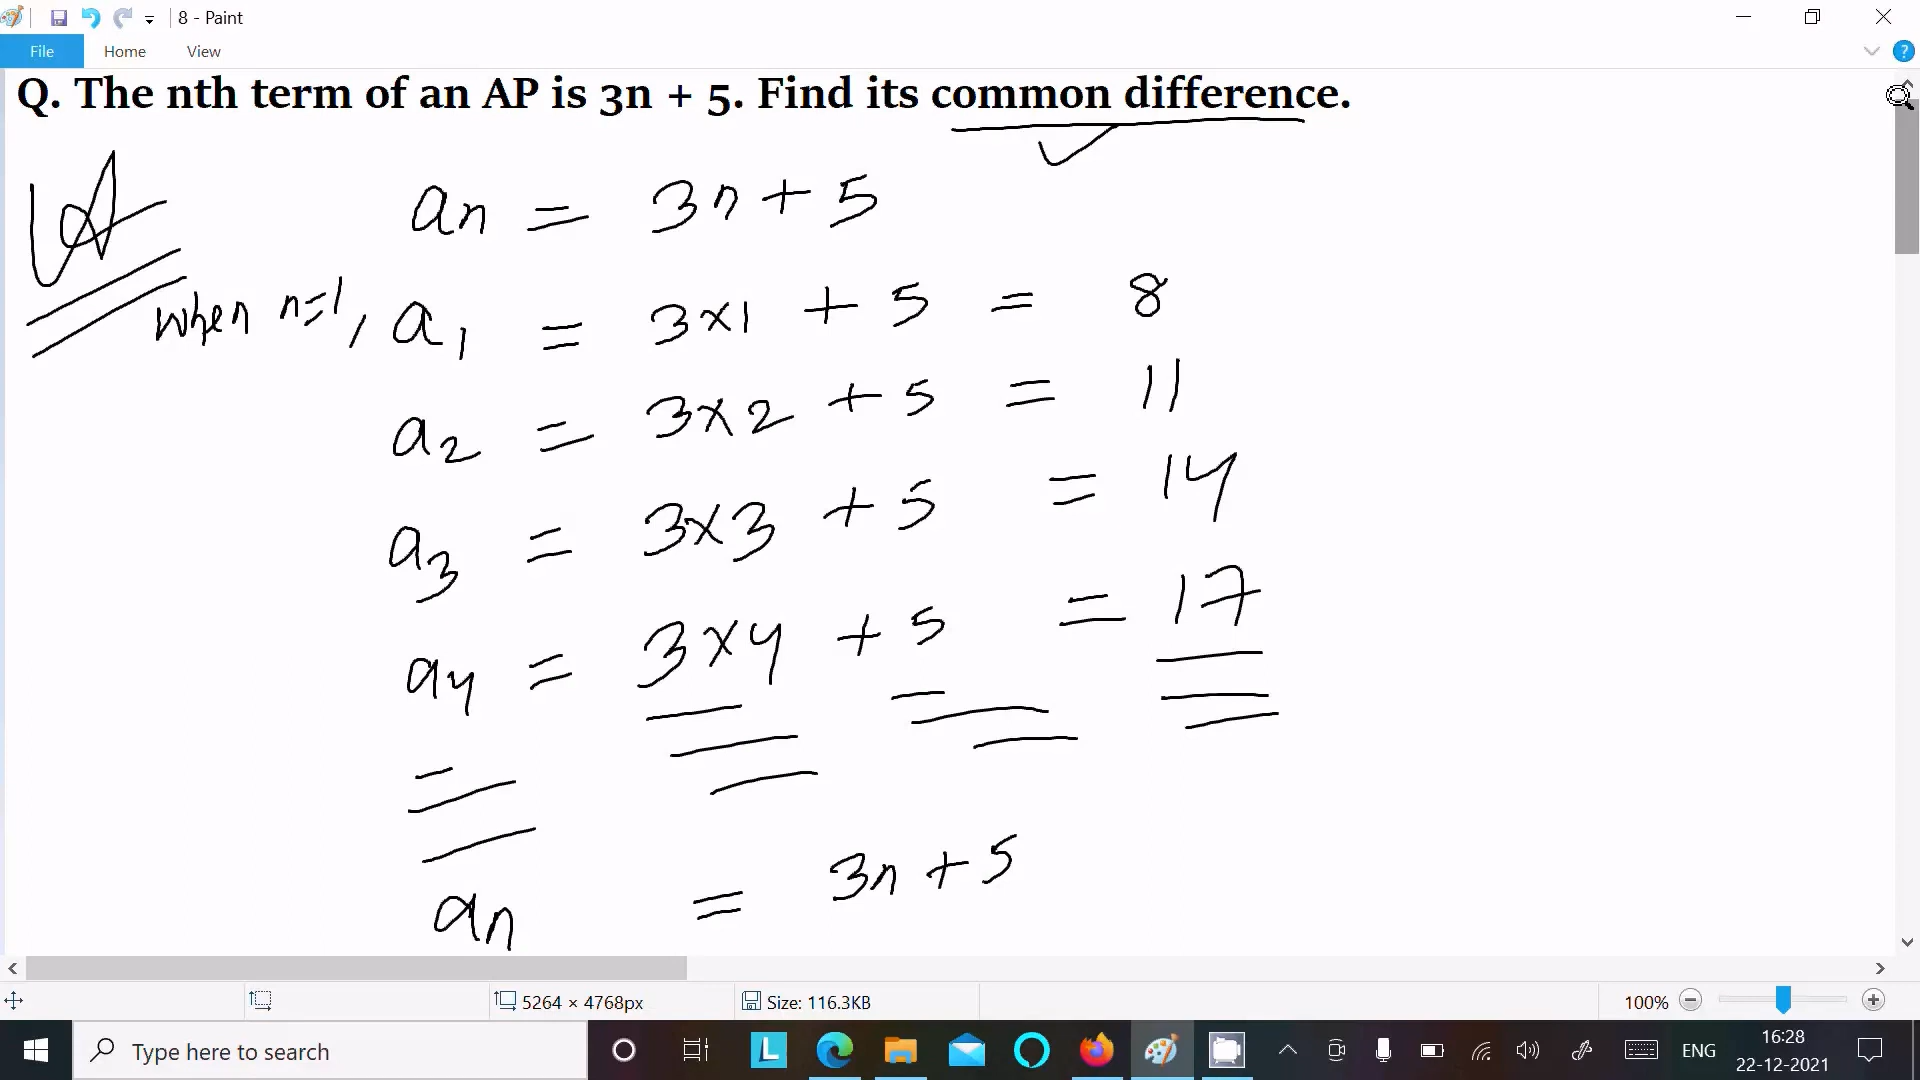 8 - Paint
File Home View
Q. The nth term of an AP is 3n + 5. Find its common difference.
an = 3n + 5
when n=1, a1 = 3×1 + 5 = 8
a2 = 3×2 + 5 = 11
a3 = 3×3 + 5 = 14
a4 = 3×4 + 5 = 17
an = 3n + 5
5264 × 4768px Size: 116.3KB 100%
Type here to search ENG 16:28
22-12-2021